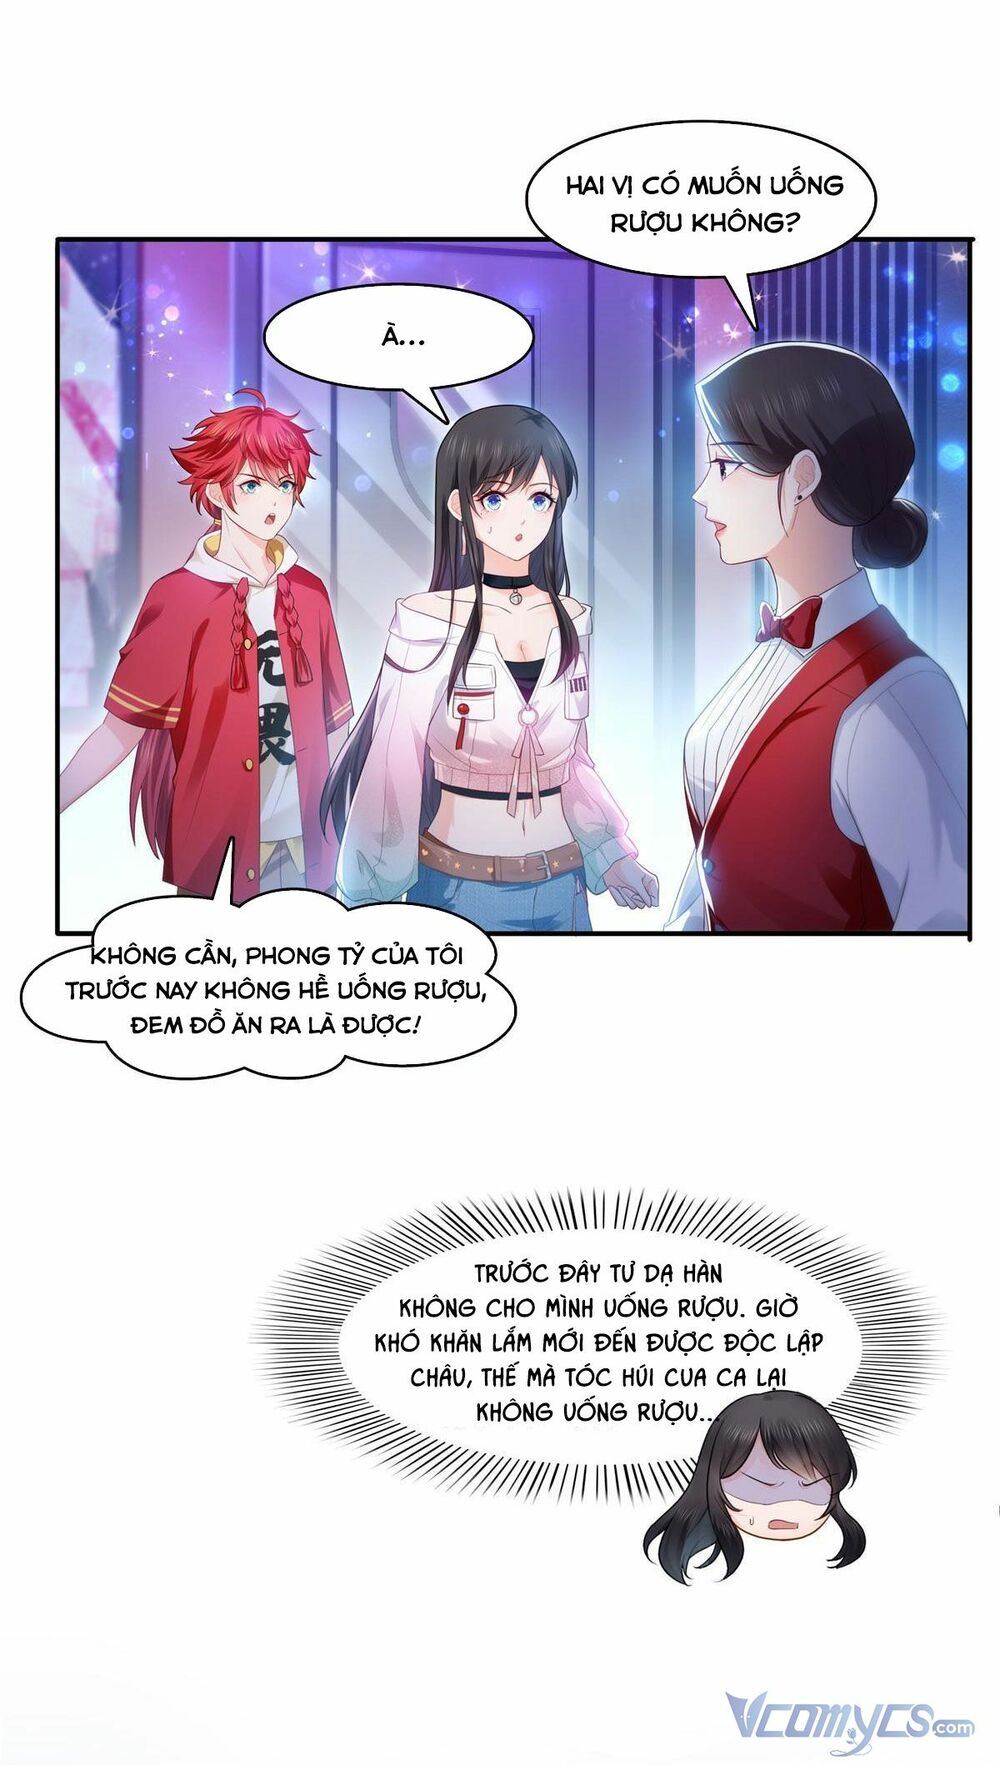 HAI VỊ CÓ MUỐN UỐNG
RƯỢU KHÔNG?
À...
无
畏
KHÔNG CẦN, PHONG TỶ CỦA TÔI
TRƯỚC NAY KHÔNG HỀ UỐNG RƯỢU,
ĐEM ĐỒ ĂN RA LÀ ĐƯỢC!
TRƯỚC ĐÂY TƯ DẠ HÀN
KHÔNG CHO MÌNH UỐNG RƯỢU. GIỜ
KHÓ KHĂN LẮM MỚI ĐẾN ĐƯỢC ĐỘC LẬP
CHÂU, THẾ MÀ TÓC HÚI CUA CA LẠI
KHÔNG UỐNG RƯỢU...
Vcomycs.com